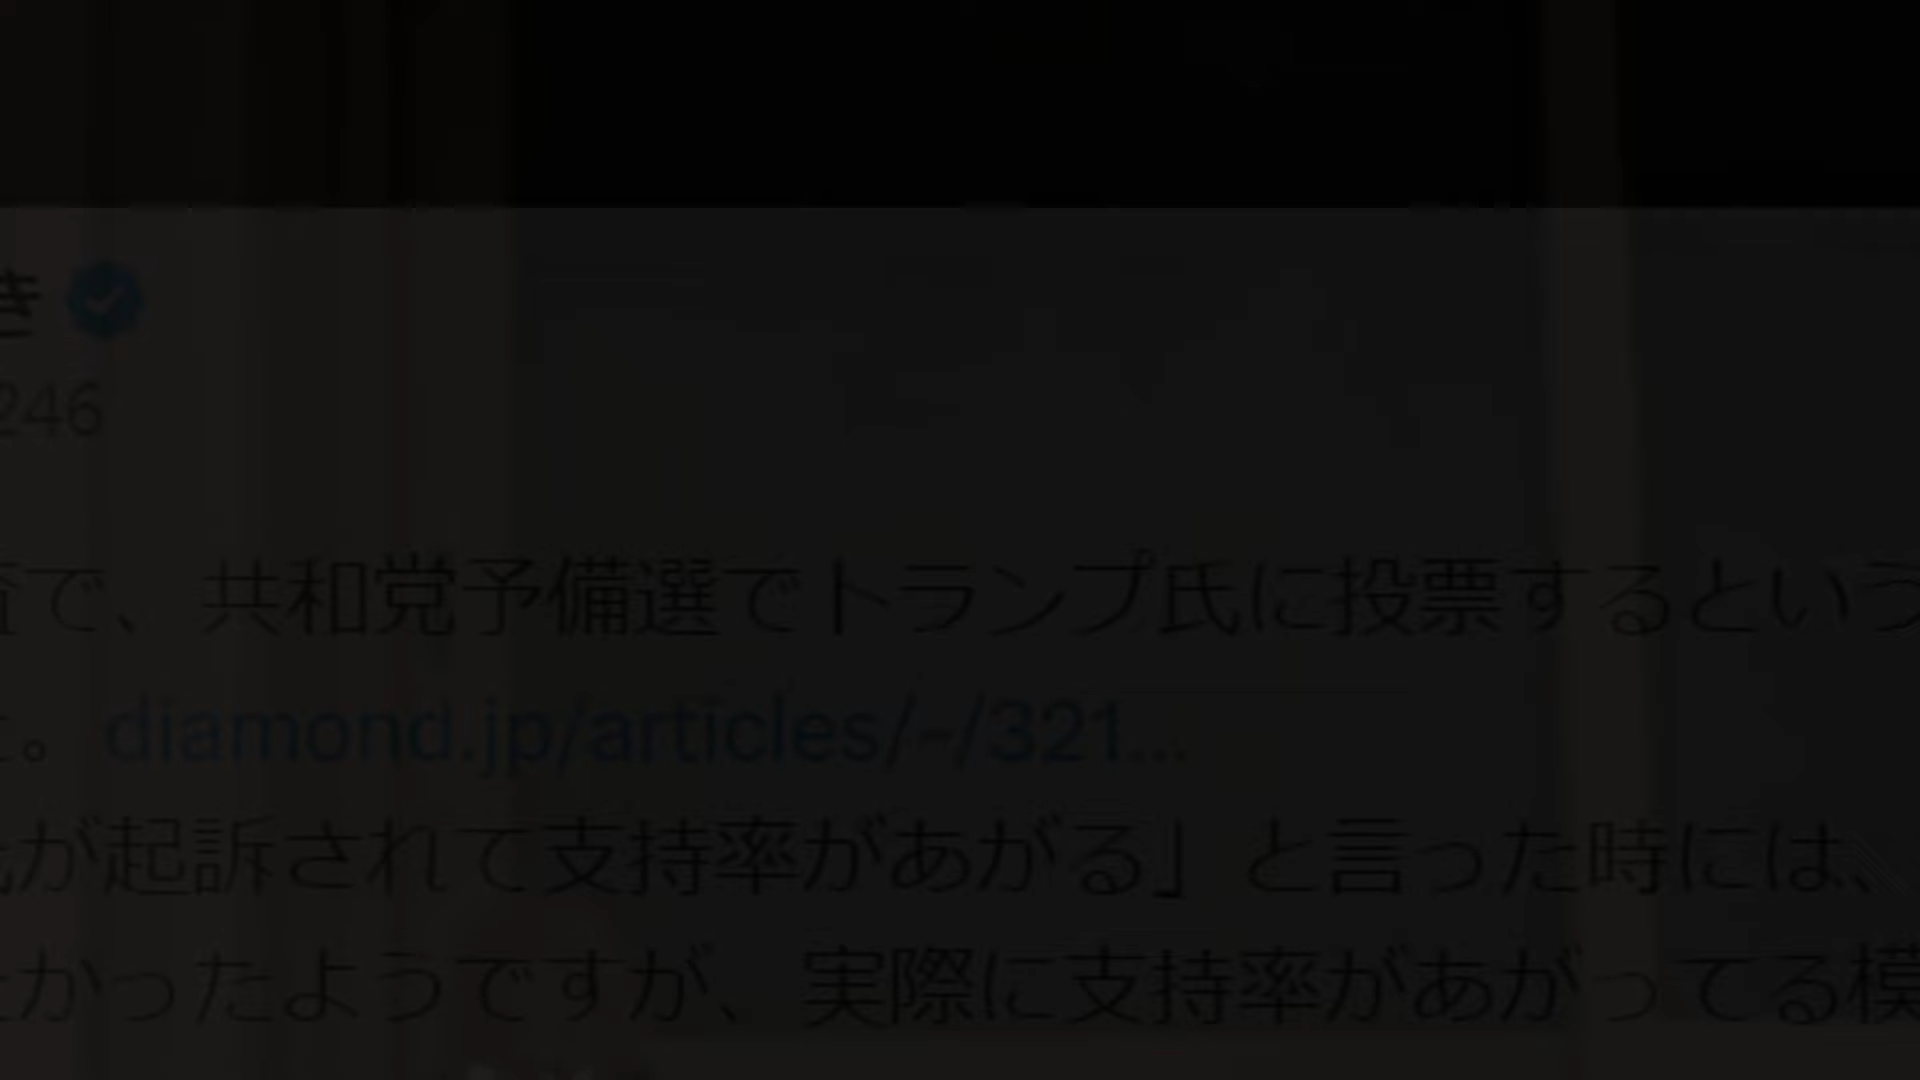 き
246
査で、共和党予備選でトランプ氏に投票するという
。 diamond.jp/articles/-/321...
が起訴されて支持率があがる」と言った時には、
かったようですが、実際に支持率があがってる模